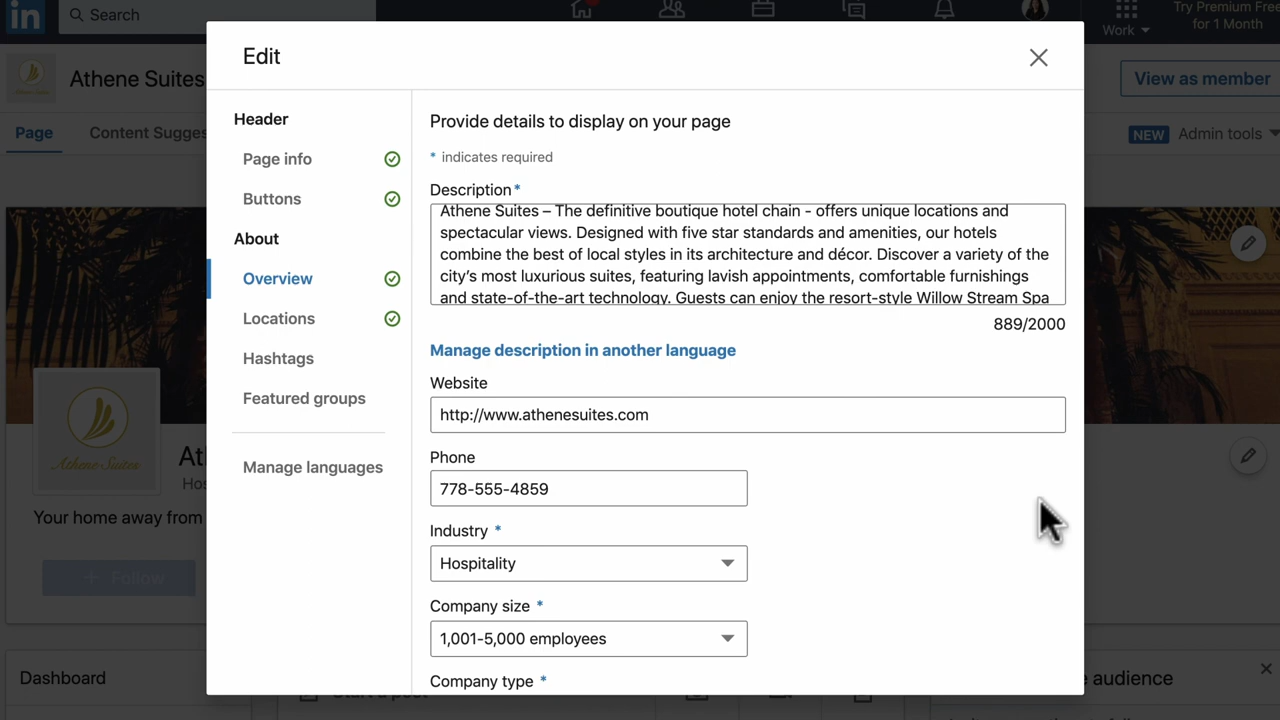 in
Search
Work
Try Premium Free
for 1 Month
Athene Suites
View as member
Page
Content Sugges
NEW
Admin tools
Edit
Header
Page info
Buttons
About
Overview
Locations
Hashtags
Featured groups
Manage languages
Provide details to display on your page
* indicates required
Description*
Athene Suites – The definitive boutique hotel chain - offers unique locations and
spectacular views. Designed with five star standards and amenities, our hotels
combine the best of local styles in its architecture and décor. Discover a variety of the
city's most luxurious suites, featuring lavish appointments, comfortable furnishings
and state-of-the-art technology. Guests can enjoy the resort-style Willow Stream Spa
889/2000
Manage description in another language
Website
http://www.athenesuites.com
Phone
778-555-4859
Industry *
Hospitality
Company size *
1,001-5,000 employees
Company type *
Athene Suites
At
Hos
Your home away from
+ Follow
Dashboard
Start a post
audience